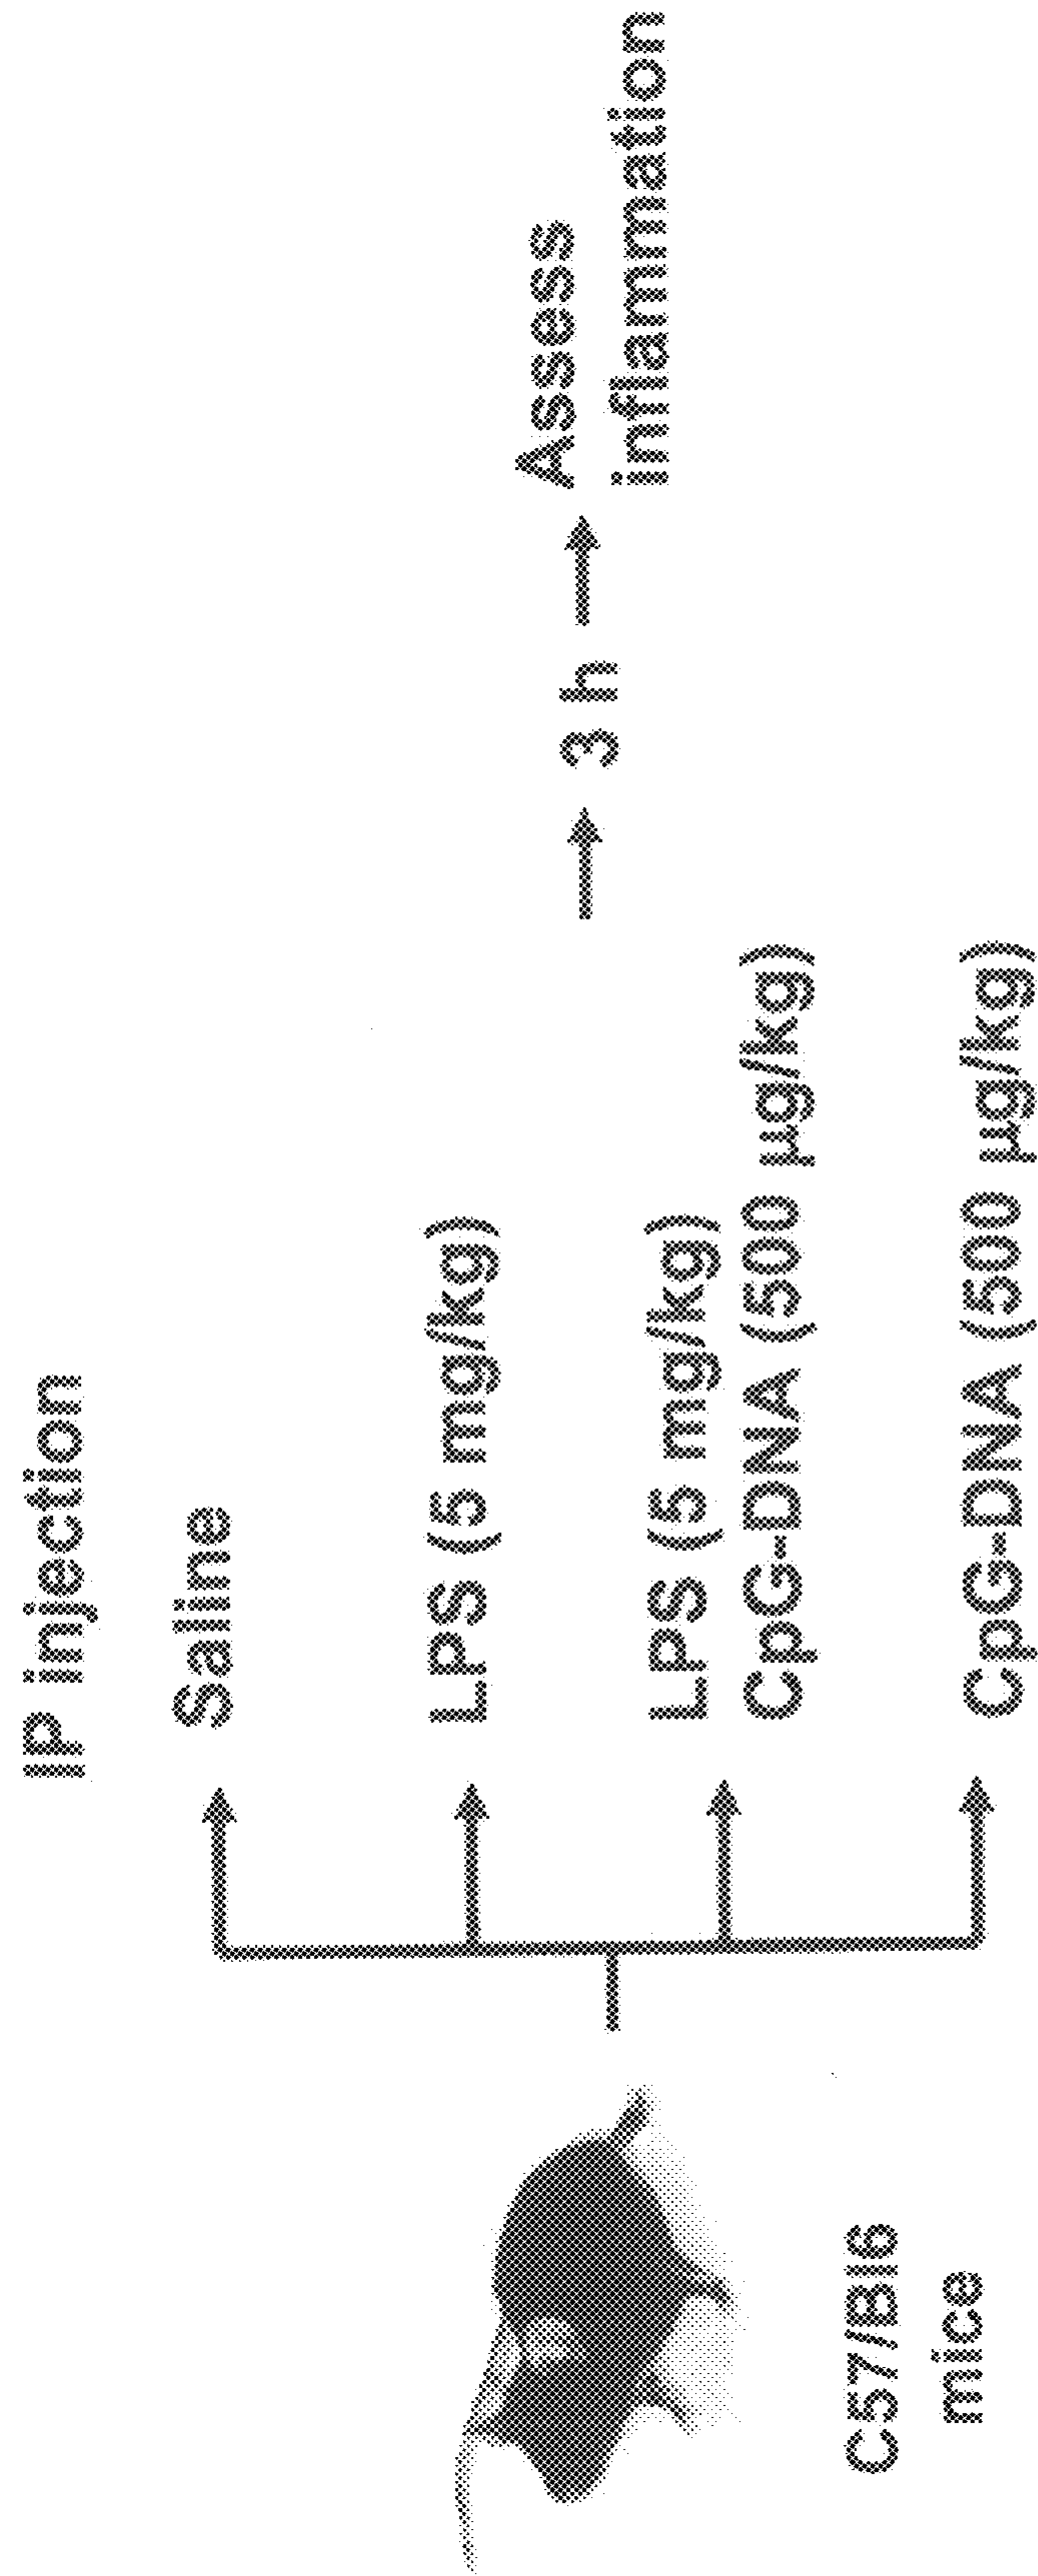 IP injection
Saline
LPS (5 mg/kg)
LPS (5 mg/kg)
CpG-DNA (500 µg/kg)
CpG-DNA (500 µg/kg)
C57/Bl6
mice
3 h
Assess
inflammation